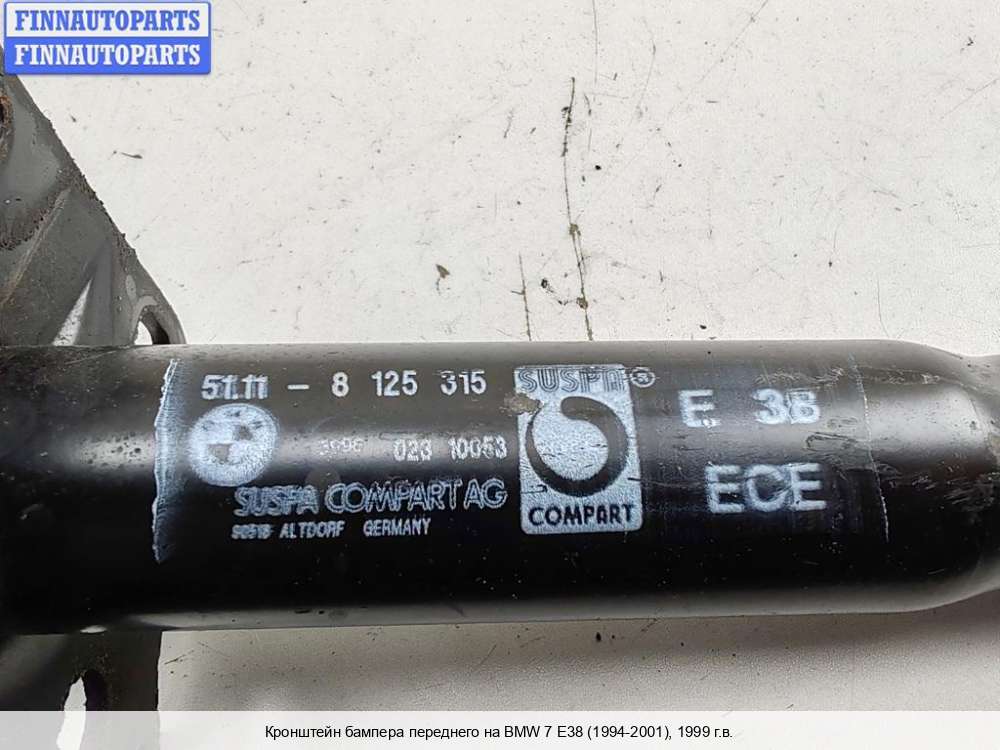 FINNAUTOPARTS
FINNAUTOPARTS
51.11 - 8 125 315
SUSPA®
E 38
023 10053
SUSPA COMPART AG
COMPART
ECE
ALTDORF GERMANY
Кронштейн бампера переднего на BMW 7 E38 (1994-2001), 1999 г.в.